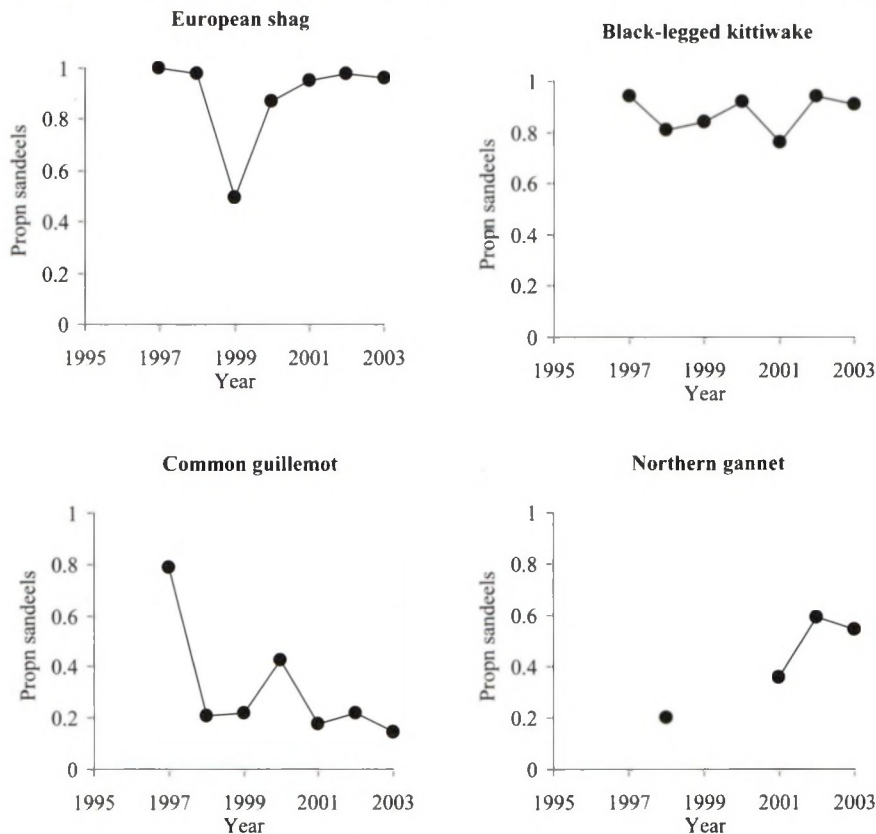 European shag
1
0.8
0.6
0.4
0.2
0
Propn sandeels
1995 1997 1999 2001 2003
Year
Black-legged kittiwake
1
0.8
0.6
0.4
0.2
0
Propn sandeels
1995 1997 1999 2001 2003
Year
Common guillemot
1
0.8
0.6
0.4
0.2
0
Propn sandeels
1995 1997 1999 2001 2003
Year
Northern gannet
1
0.8
0.6
0.4
0.2
0
Propn sandeels
1995 1997 1999 2001 2003
Year